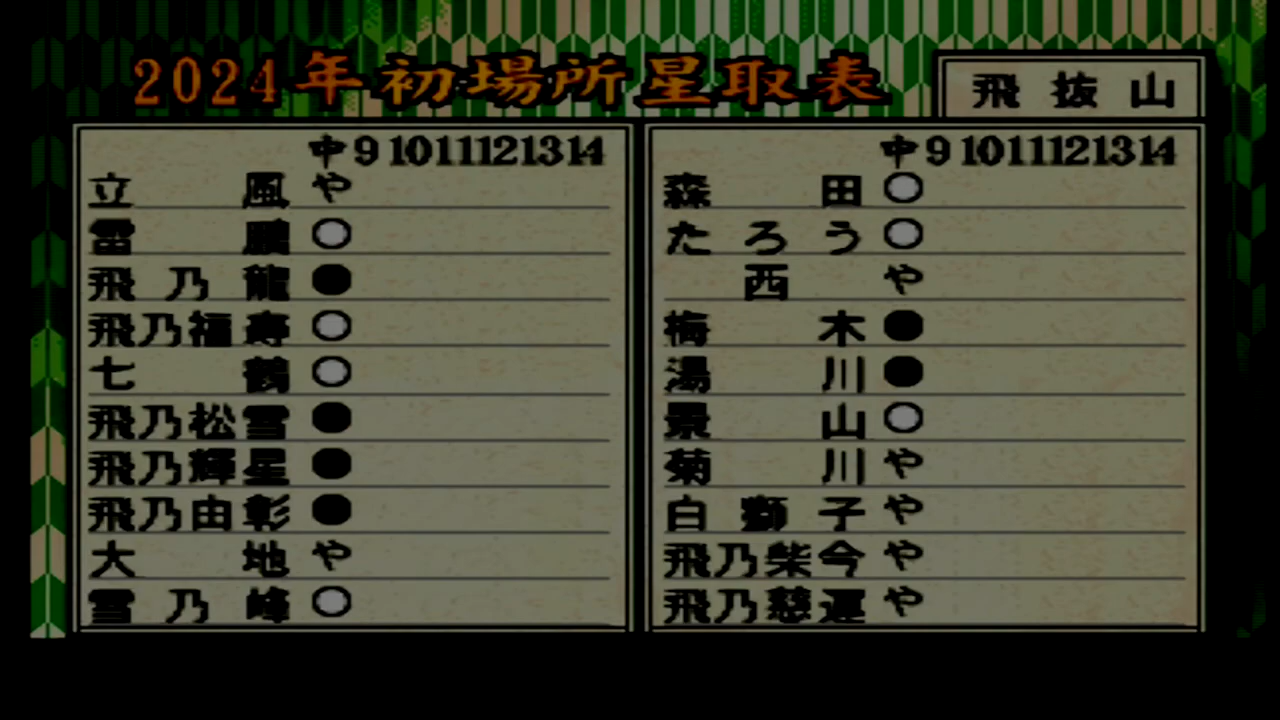 2024年初場所星取表
飛抜山
中 9 10 11 12 13 14
立風 や
雷鵬 ○
飛乃龍 ●
飛乃福寿 ○
七鶴 ○
飛乃松雪 ●
飛乃輝星 ●
飛乃由彰 ●
大地 や
雪乃峰 ○
中 9 10 11 12 13 14
森田 ○
たろう ○
西 や
梅木 ●
湯川 ●
景山 ○
菊川 や
白獅子 や
飛乃柴今 や
飛乃慈運 や